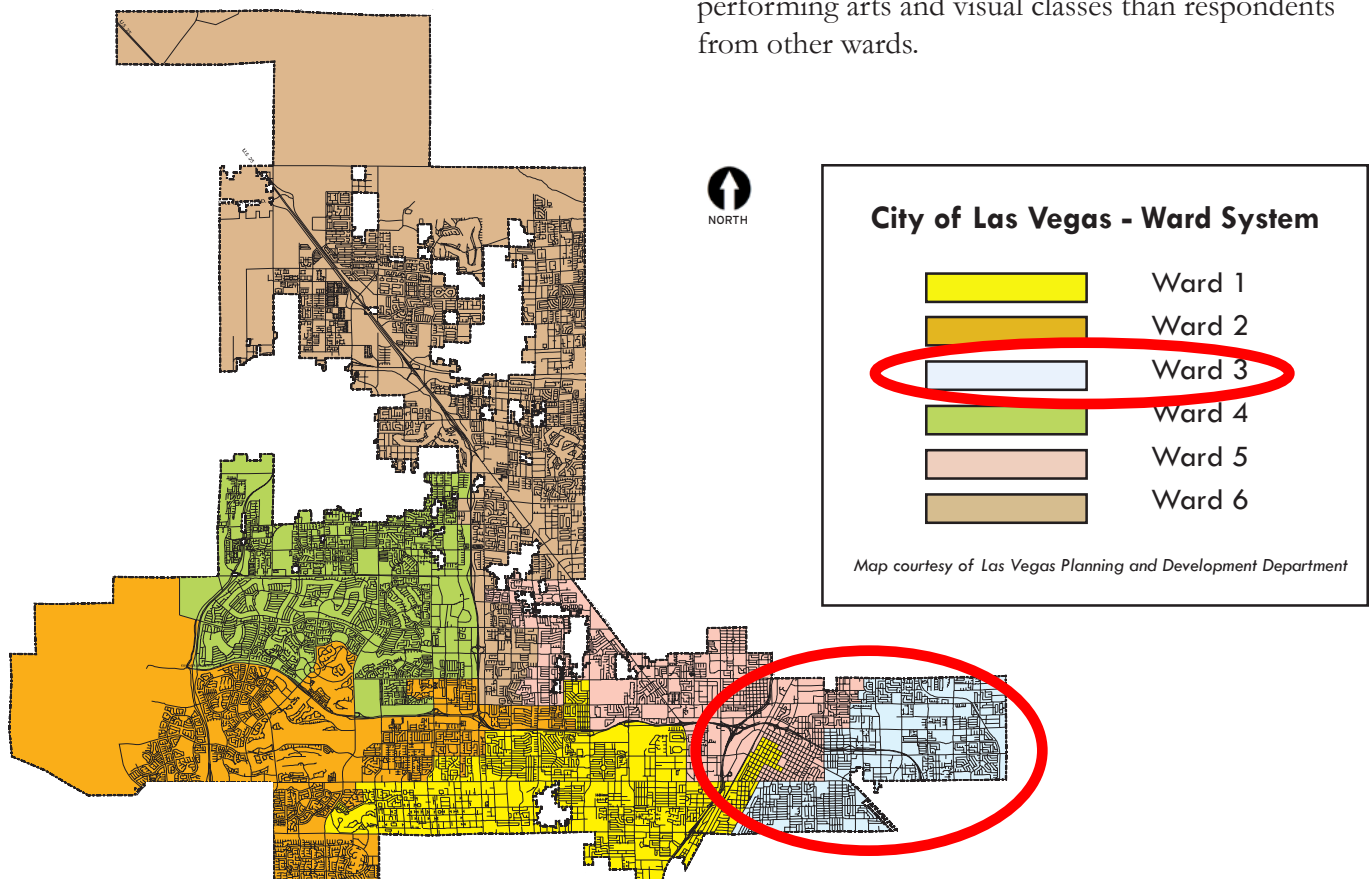 performing arts and visual classes than respondents
from other wards.
NORTH
City of Las Vegas - Ward System
Ward 1
Ward 2
Ward 3
Ward 4
Ward 5
Ward 6
Map courtesy of Las Vegas Planning and Development Department